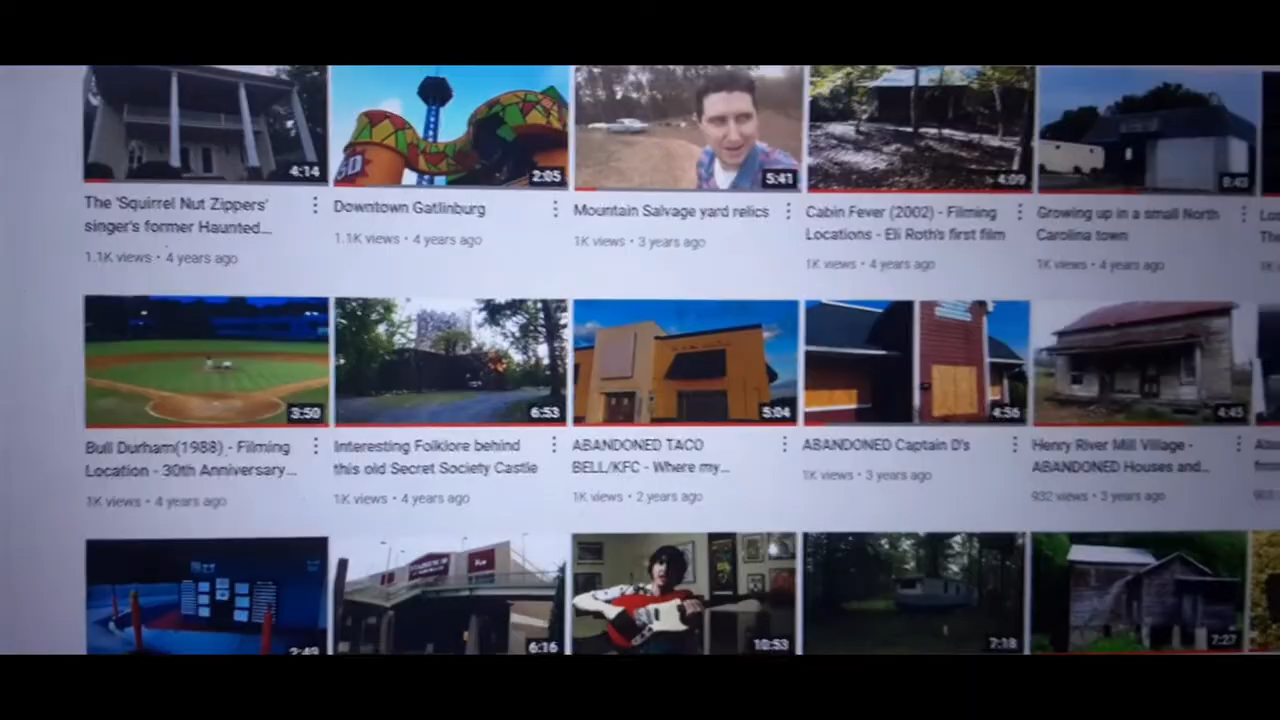 4:14
2:05
5:41
4:09
6:43
The 'Squirrel Nut Zippers'
singer's former Haunted...
1.1K views • 4 years ago
Downtown Gatlinburg
1.1K views • 4 years ago
Mountain Salvage yard relics
1K views • 3 years ago
Cabin Fever (2002) - Filming
Locations - Eli Roth's first film
1K views • 4 years ago
Growing up in a small North
Carolina town
1K views • 4 years ago
3:50
6:53
5:04
4:56
4:45
Bull Durham(1988) - Filming
Location - 30th Anniversary...
1K views • 4 years ago
Interesting Folklore behind
this old Secret Society Castle
1K views • 4 years ago
ABANDONED TACO
BELL/KFC - Where my...
1K views • 2 years ago
ABANDONED Captain D's
1K views • 3 years ago
Henry River Mill Village -
ABANDONED Houses and...
932 views • 3 years ago
2:49
6:16
10:53
7:18
7:27